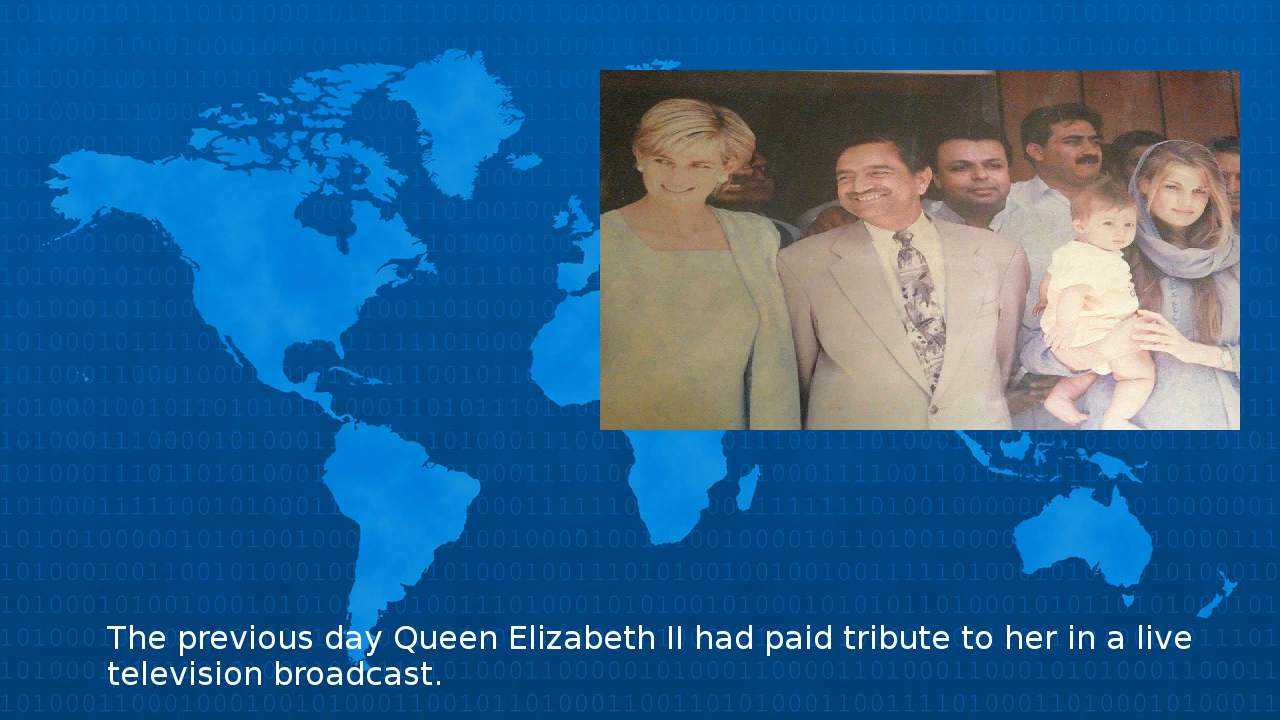 The previous day Queen Elizabeth II had paid tribute to her in a live
television broadcast.